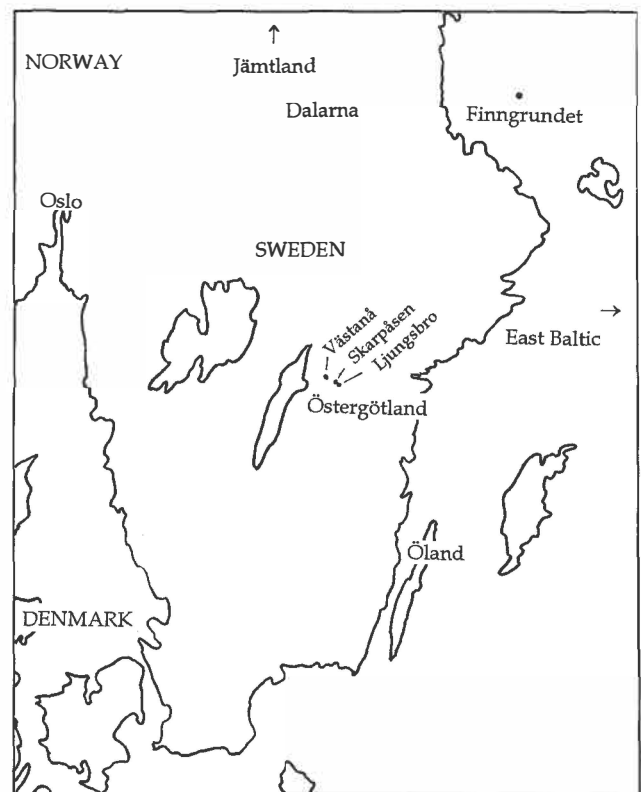 NORWAY
↑
Jämtland
Dalarna
Finngrundet
Oslo
SWEDEN
Västanå
Skarpåsen
Ljungsbro
→
East Baltic
Östergötland
Öland
DENMARK